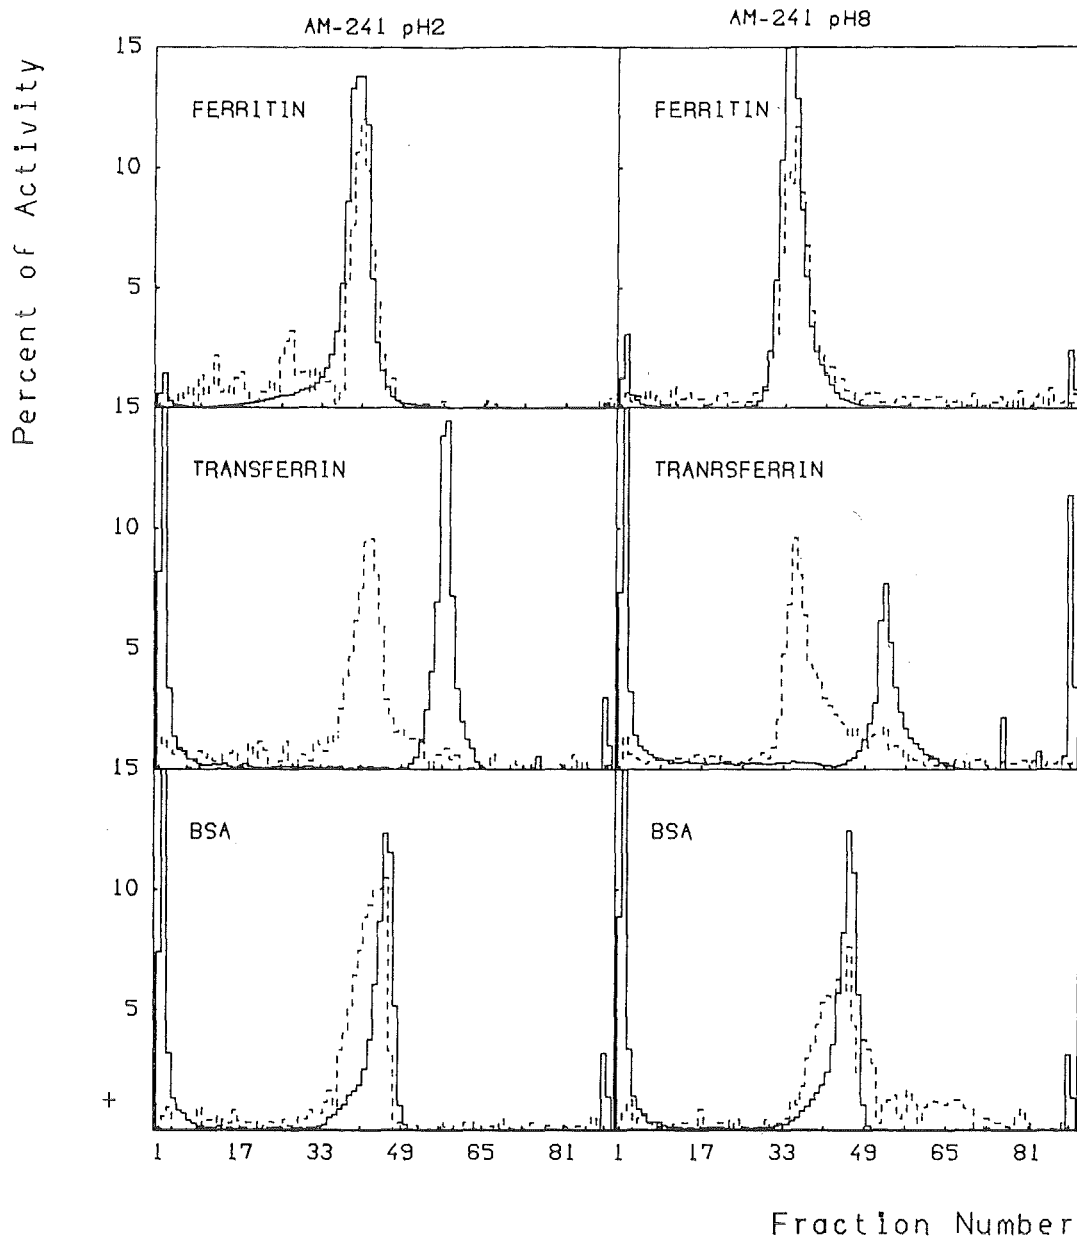 AM-241 pH2
AM-241 pH8
Percent of Activity
15
FERRITIN
FERRITIN
10
5
15
TRANSFERRIN
TRANRSFERRIN
10
5
15
BSA
BSA
10
5
+
1 17 33 49 65 81 1 17 33 49 65 81
Fraction Number